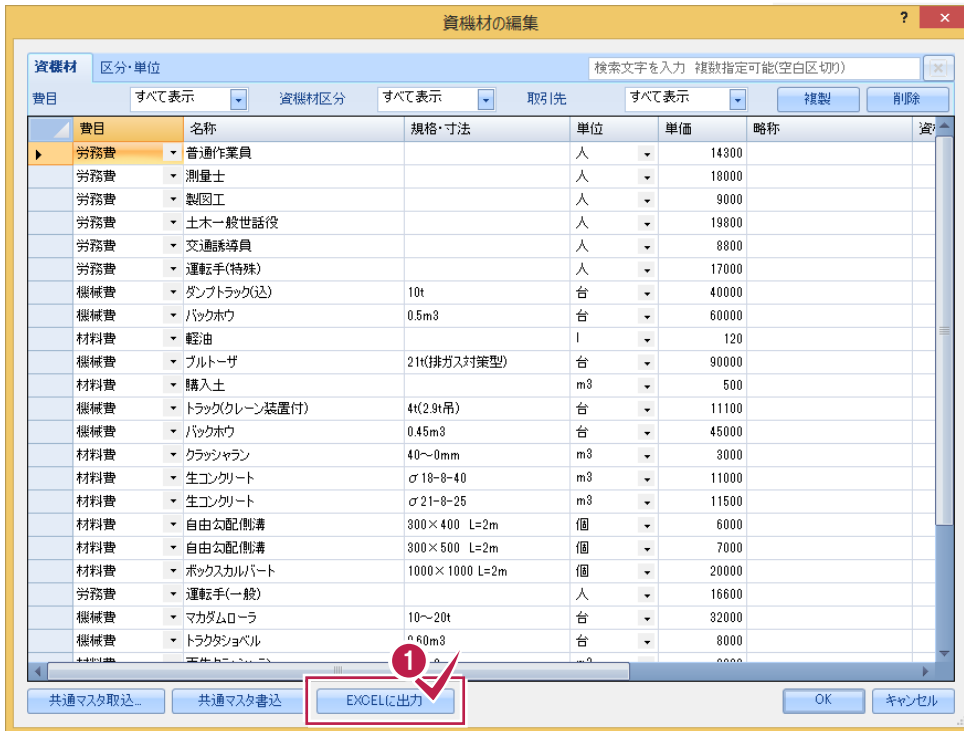 資機材の編集 ? ×
資機材 区分・単位 検索文字を入力 複数指定可能(空白区切り)
費目 すべて表示 資機材区分 すべて表示 取引先 すべて表示 複製 削除
費目 名称 規格・寸法 単位 単価 略称
労務費 普通作業員 人 14300
労務費 測量士 人 18000
労務費 製図工 人 9000
労務費 土木一般世話役 人 19800
労務費 交通誘導員 人 8800
労務費 運転手(特殊) 人 17000
機械費 ダンプトラック(込) 10t 台 40000
機械費 バックホウ 0.5m3 台 60000
材料費 軽油 l 120
機械費 ブルトーザ 21t(排ガス対策型) 台 90000
材料費 購入土 m3 500
機械費 トラック(クレーン装置付) 4t(2.9t吊) 台 11100
機械費 バックホウ 0.45m3 台 45000
材料費 クラッシャラン 40～0mm m3 3000
材料費 生コンクリート σ18-8-40 m3 11000
材料費 生コンクリート σ21-8-25 m3 11500
材料費 自由勾配側溝 300×400 L=2m 個 6000
材料費 自由勾配側溝 300×500 L=2m 個 7000
材料費 ボックスカルバート 1000×1000 L=2m 個 20000
労務費 運転手(一般) 人 16600
機械費 マカダムローラ 10～20t 台 32000
機械費 トラクタショベル 台 8000
1
共通マスタ取込... 共通マスタ書込 EXCELに出力 OK キャンセル